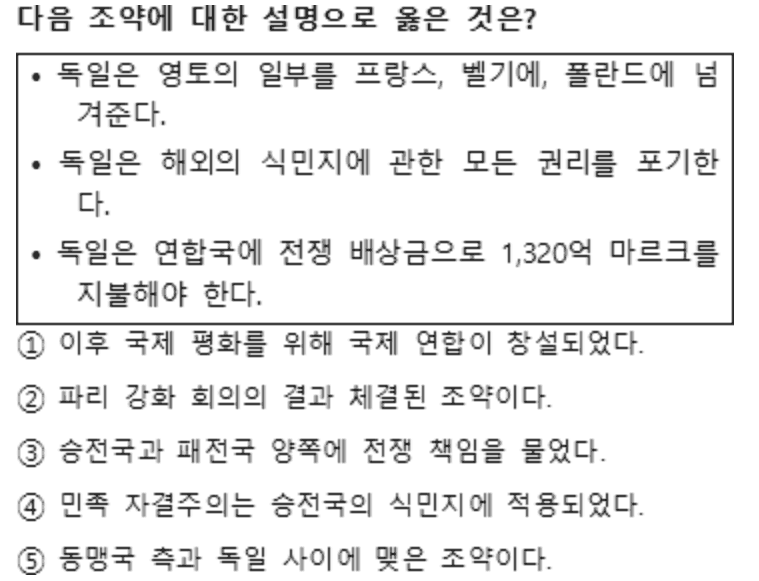 다음 조약에 대한 설명으로 옳은 것은?
• 독일은 영토의 일부를 프랑스, 벨기에, 폴란드에 넘
겨준다.
• 독일은 해외의 식민지에 관한 모든 권리를 포기한
다.
• 독일은 연합국에 전쟁 배상금으로 1,320억 마르크를
지불해야 한다.
① 이후 국제 평화를 위해 국제 연합이 창설되었다.
② 파리 강화 회의의 결과 체결된 조약이다.
③ 승전국과 패전국 양쪽에 전쟁 책임을 물었다.
④ 민족 자결주의는 승전국의 식민지에 적용되었다.
⑤ 동맹국 측과 독일 사이에 맺은 조약이다.